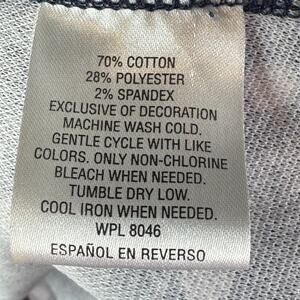 70% COTTON
28% POLYESTER
2% SPANDEX
EXCLUSIVE OF DECORATION
MACHINE WASH COLD.
GENTLE CYCLE WITH LIKE
COLORS. ONLY NON-CHLORINE
BLEACH WHEN NEEDED.
TUMBLE DRY LOW.
COOL IRON WHEN NEEDED.
WPL 8046
ESPAÑOL EN REVERSO